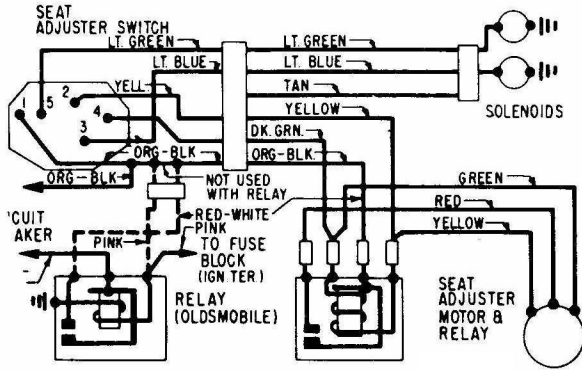 SEAT
ADJUSTER SWITCH
LT. GREEN
LT. GREEN
LT. BLUE
LT. BLUE
1
5
2
4
3
YELL
TAN
YELLOW
SOLENOIDS
DK. GRN.
ORG-BLK
ORG-BLK
ORG-BLK
NOT USED
WITH RELAY
GREEN
RED
YELLOW
RED-WHITE
CUIT
AKER
PINK
PINK
TO FUSE
BLOCK
(IGN. TER)
RELAY
(OLDSMOBILE)
SEAT
ADJUSTER
MOTOR &
RELAY